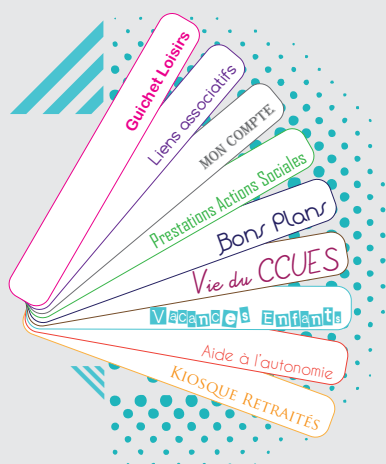 Guichet Loisirs
Liens associatifs
MON COMPTE
Prestations Actions Sociales
Bons Plans
Vie du CCUES
Vacances Enfants
Aide à l'autonomie
KIOSQUE RETRAITÉS